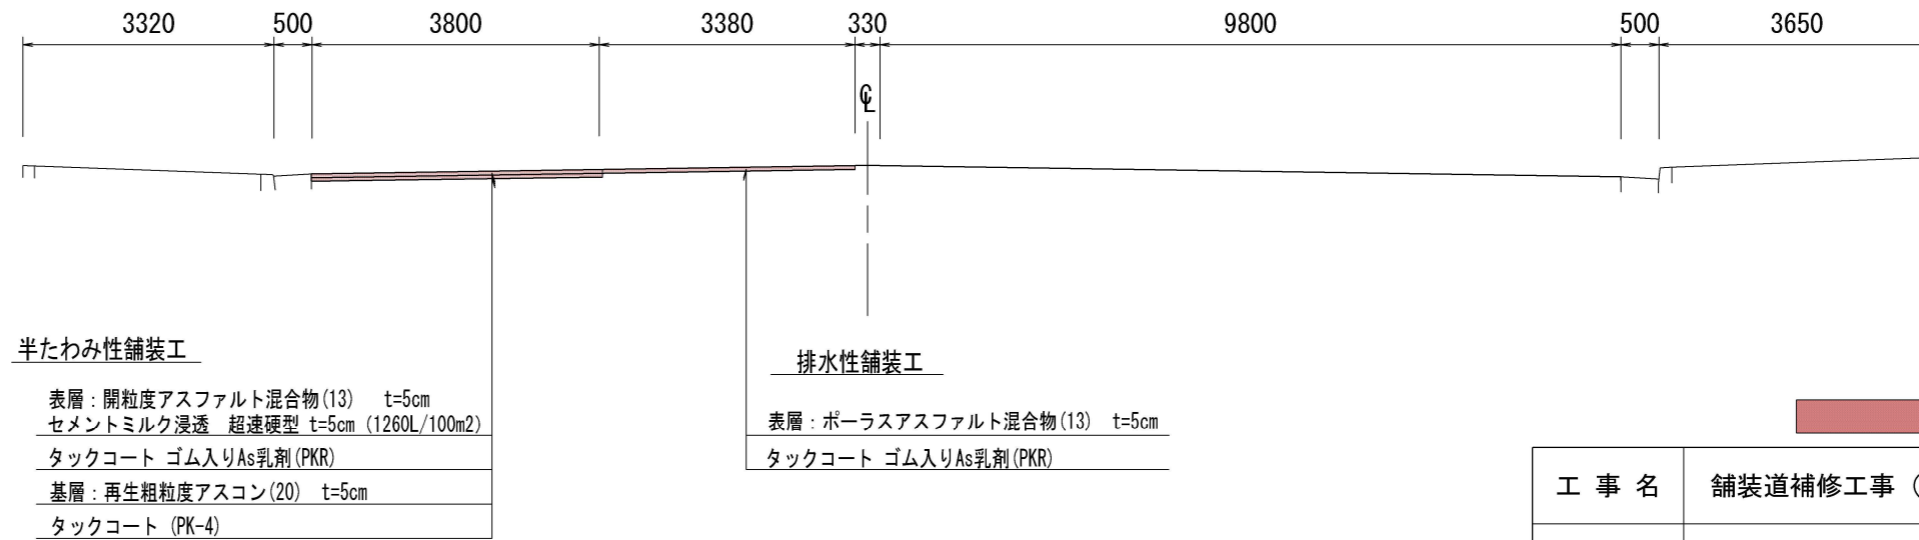 3320 500 3800 3380 330 9800 500 3650
℄
半たわみ性舗装工
表層：開粒度アスファルト混合物(13) t=5cm
セメントミルク浸透 超速硬型 t=5cm (1260L/100m2)
タックコート ゴム入りAs乳剤(PKR)
基層：再生粗粒度アスコン(20) t=5cm
タックコート (PK-4)
排水性舗装工
表層：ポーラスアスファルト混合物(13) t=5cm
タックコート ゴム入りAs乳剤(PKR)
工事名 舗装道補修工事（